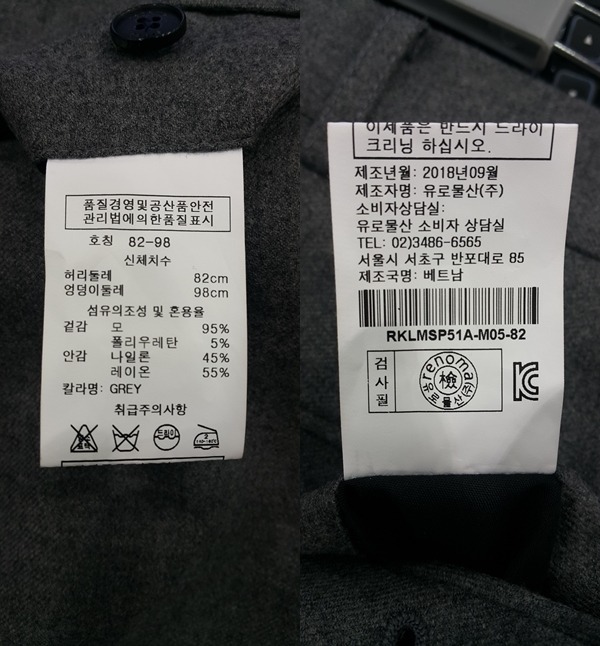 품질경영및공산품안전
관리법에의한품질표시
호칭 82-98
신체치수
허리둘레 82cm
엉덩이둘레 98cm
섬유의조성 및 혼용율
겉감 모 95%
폴리우레탄 5%
안감 나일론 45%
레이온 55%
칼라명: GREY
취급주의사항
드라이
이제품은 반드시 드라이
크리닝 하십시오.
제조년월: 2018년09월
제조자명: 유로물산(주)
소비자상담실:
유로물산 소비자 상담실
TEL: 02)3486-6565
서울시 서초구 반포대로 85
제조국명: 베트남
RKLMSP51A-M05-82
검사필
renoma
檢
유로물산(주)